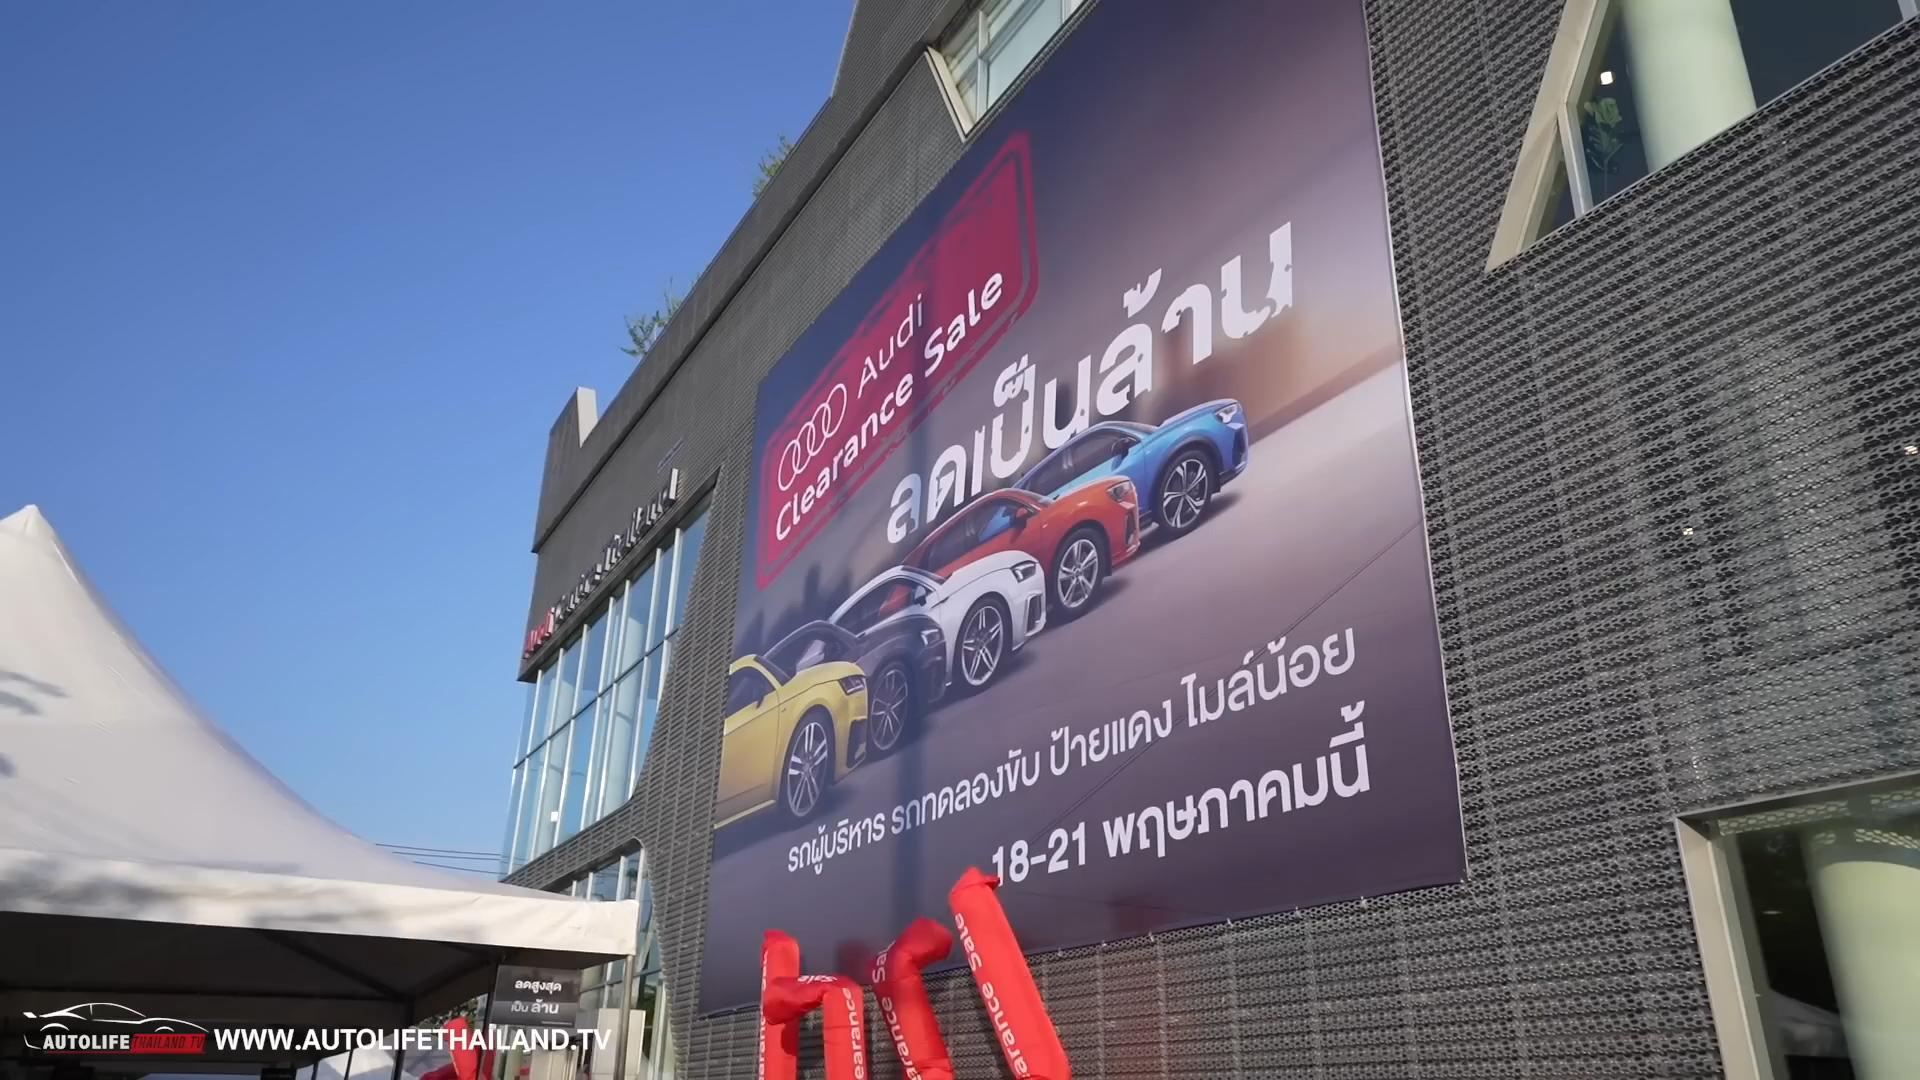 Audi
Clearance Sale
ลดเป็นล้าน
รถผู้บริหาร รถทดลองขับ ป้ายแดง ไมล์น้อย
18-21 พฤษภาคมนี้
Sale
Clearance
Clearance Sale
ลดสูงสุด
เป็น ล้าน
AUTOLIFETHAILAND.TV
WWW.AUTOLIFETHAILAND.TV